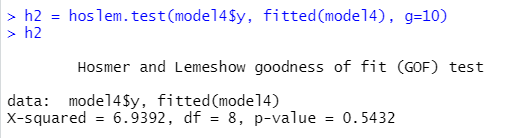 > h2 = hoslem.test(model4$y, fitted(model4), g=10)
> h2
Hosmer and Lemeshow goodness of fit (GOF) test
data:  model4$y, fitted(model4)
X-squared = 6.9392, df = 8, p-value = 0.5432